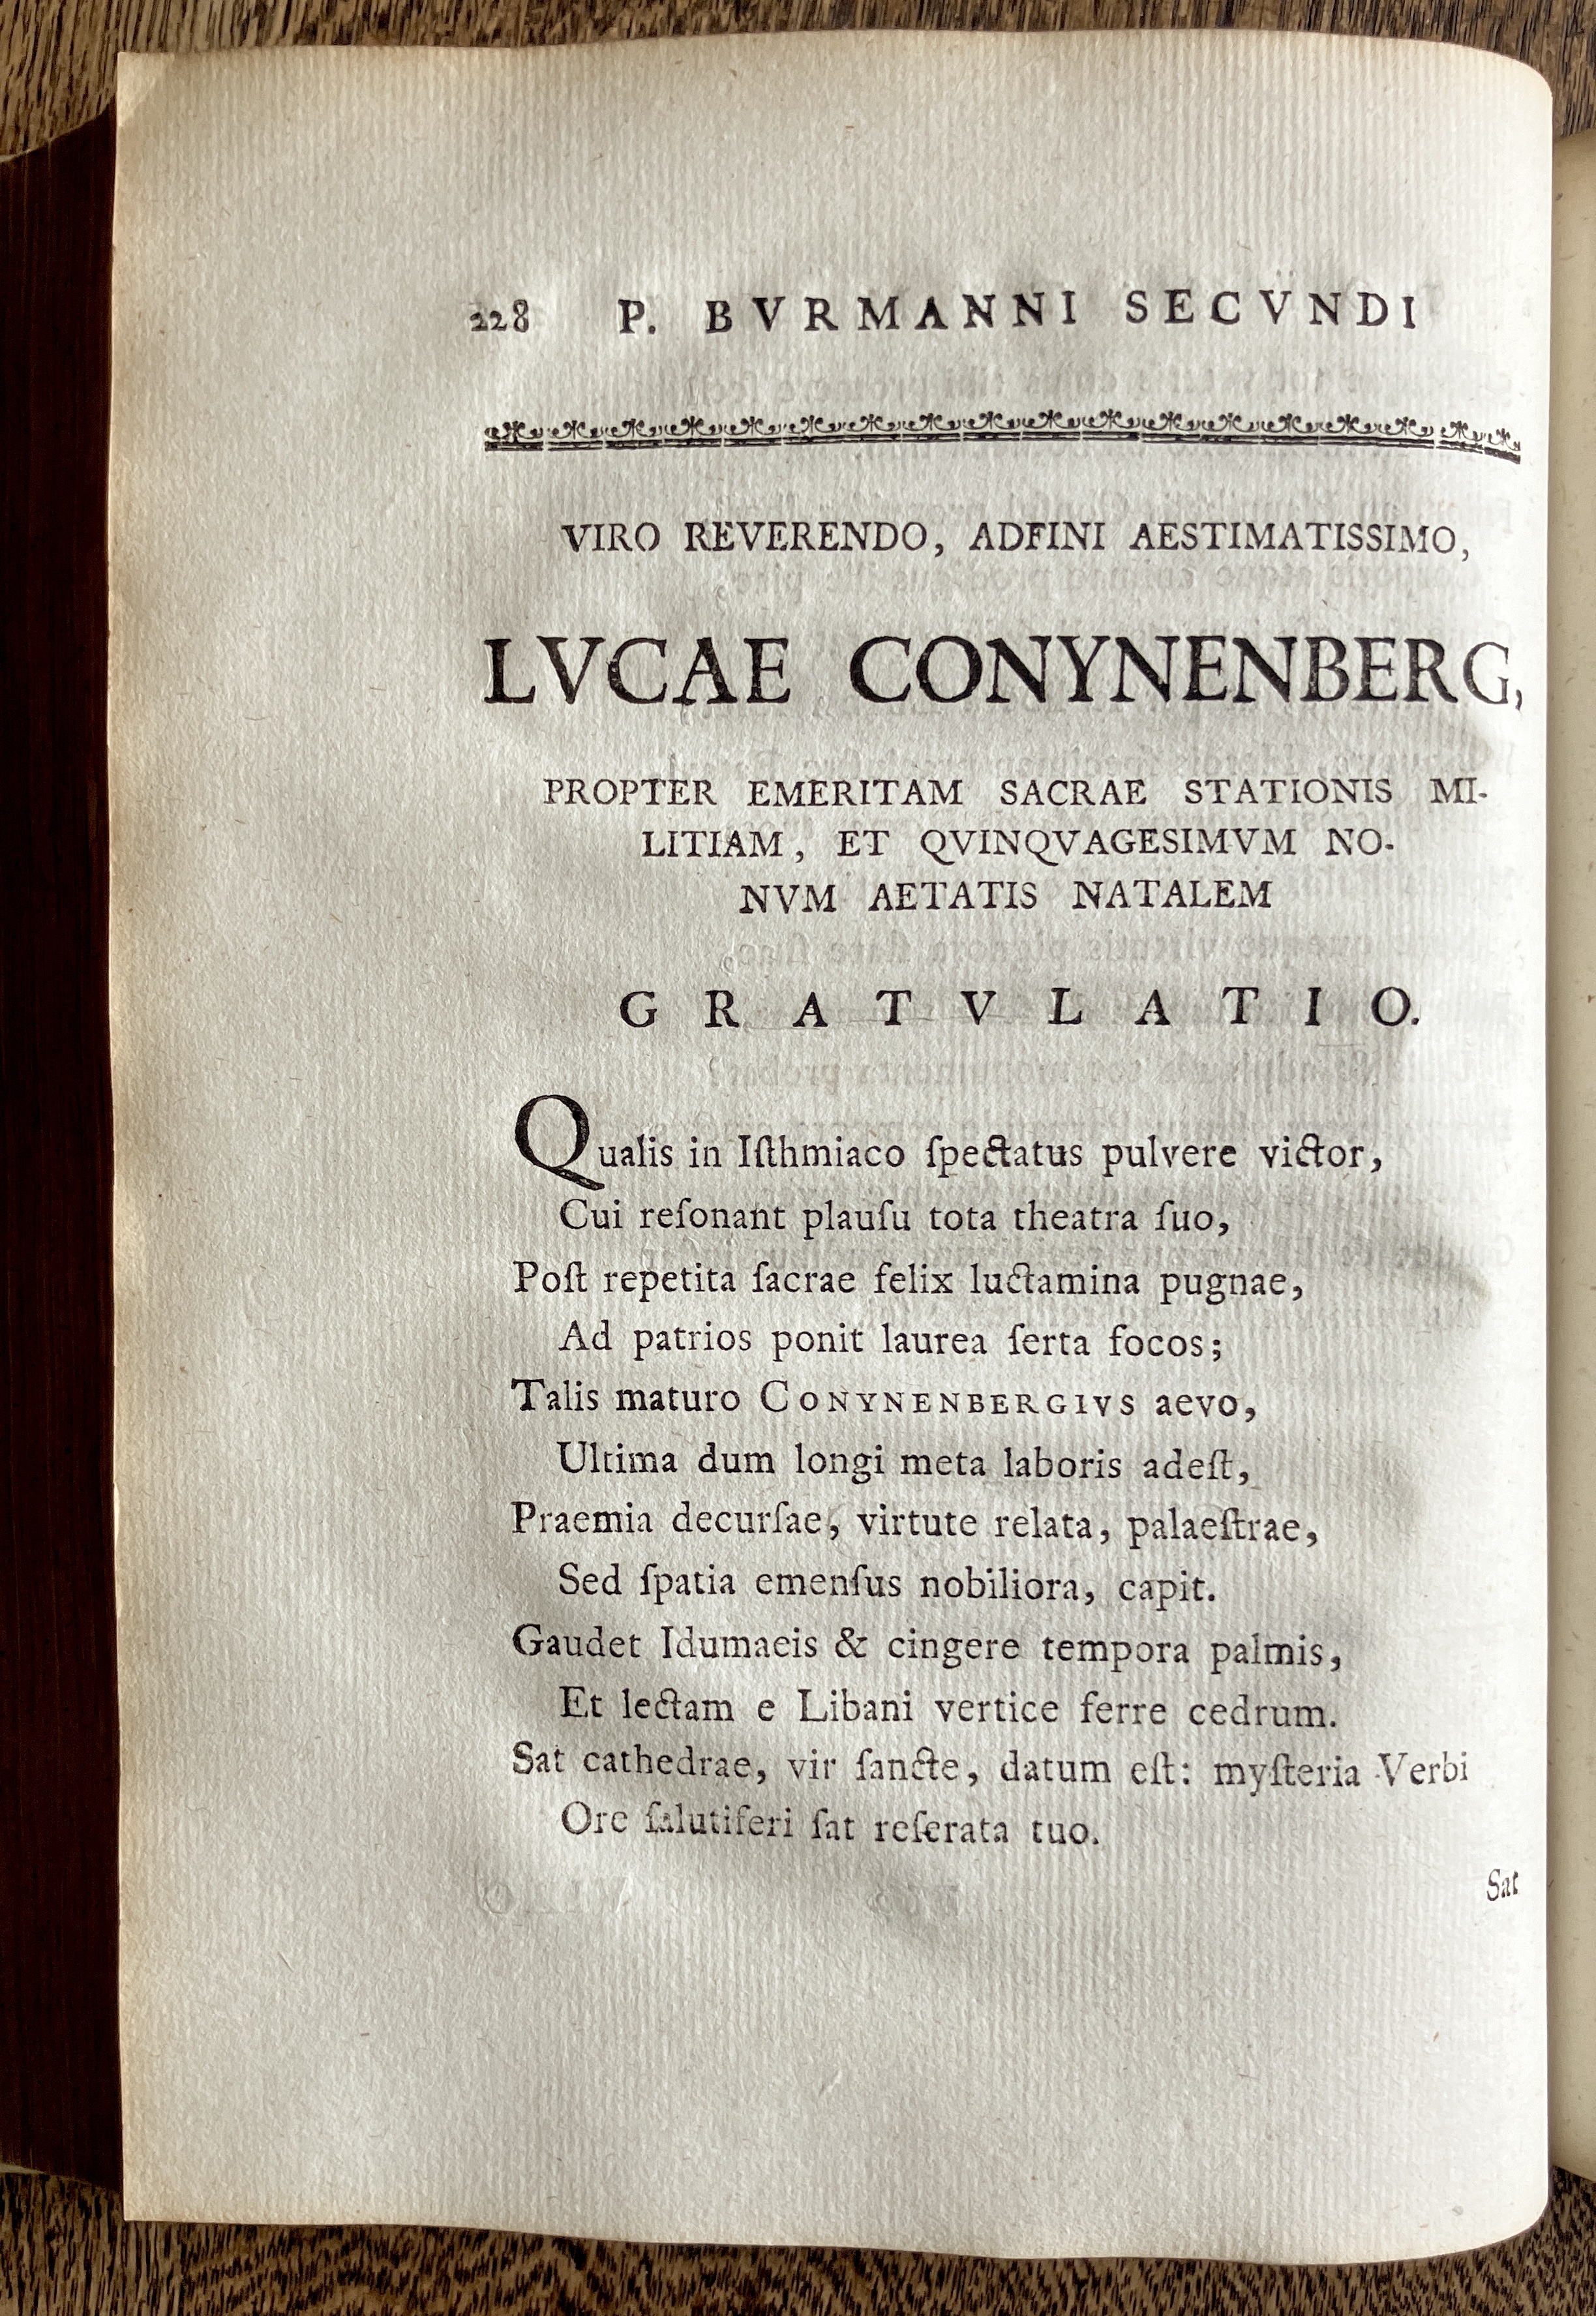 228 P. BVRMANNI SECVNDI
VIRO REVERENDO, ADFINI AESTIMATISSIMO,
LVCAE CONYNENBERG,
PROPTER EMERITAM SACRAE STATIONIS MI-
LITIAM, ET QVINQVAGESIMVM NO-
NVM AETATIS NATALEM
GRATVLATIO.
Qualis in Iſthmiaco ſpectatus pulvere victor,
Cui reſonant plauſu tota theatra ſuo,
Poſt repetita ſacrae felix luctamina pugnae,
Ad patrios ponit laurea ſerta focos;
Talis maturo CONYNENBERGIVS aevo,
Ultima dum longi meta laboris adeſt,
Praemia decurſae, virtute relata, palaeſtrae,
Sed ſpatia emenſus nobiliora, capit.
Gaudet Idumaeis & cingere tempora palmis,
Et lectam e Libani vertice ferre cedrum.
Sat cathedrae, vir ſancte, datum eſt: myſteria Verbi
Ore ſalutiferi ſat reſerata tuo.
Sat